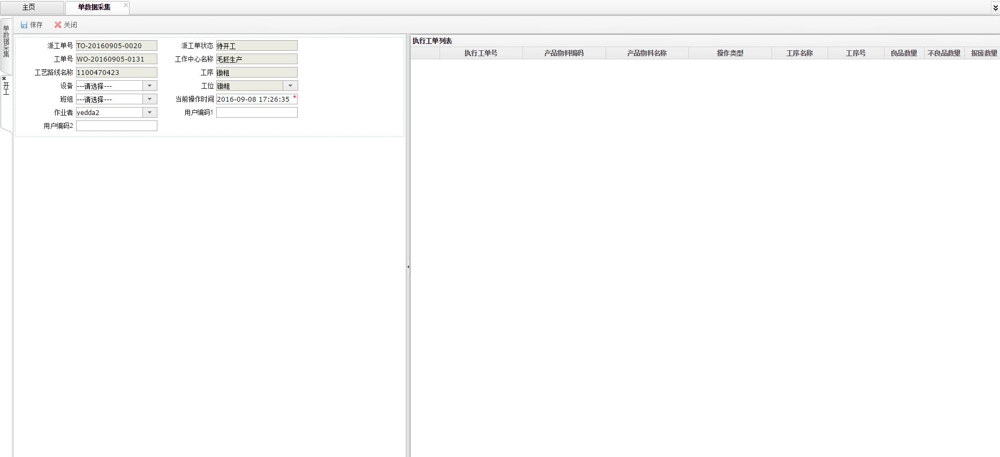 主页
单数据采集
保存
关闭
单数据采集
开工
派工单号 TO-20160905-0020 派工单状态 待开工
工单号 WO-20160905-0131 工作中心名称 毛胚生产
工艺路线名称 1100470423 工序 镦粗
设备 ---请选择--- 工位 镦粗
班组 ---请选择--- 当前操作时间 2016-09-08 17:26:35 *
作业者 yedda2 用户编码1
用户编码2
执行工单列表
执行工单号 产品物料编码 产品物料名称 操作类型 工序名称 工序号 良品数量 不良品数量 报废数量